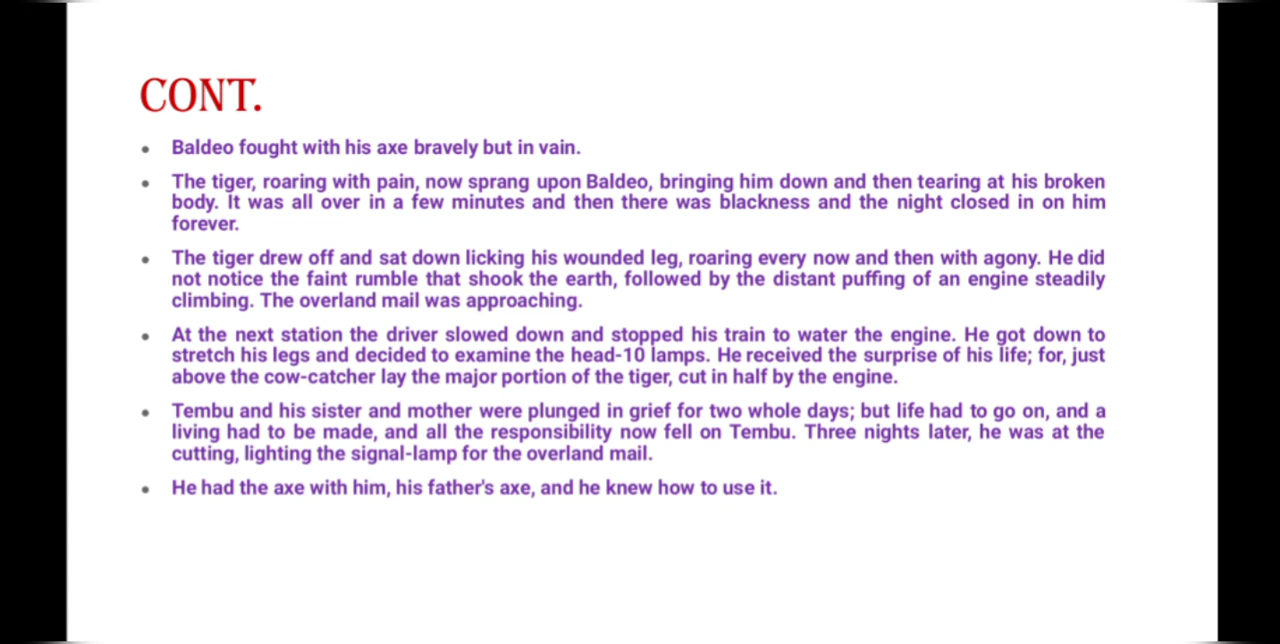 CONT.
• Baldeo fought with his axe bravely but in vain.
• The tiger, roaring with pain, now sprang upon Baldeo, bringing him down and then tearing at his broken
body. It was all over in a few minutes and then there was blackness and the night closed in on him
forever.
• The tiger drew off and sat down licking his wounded leg, roaring every now and then with agony. He did
not notice the faint rumble that shook the earth, followed by the distant puffing of an engine steadily
climbing. The overland mail was approaching.
• At the next station the driver slowed down and stopped his train to water the engine. He got down to
stretch his legs and decided to examine the head-10 lamps. He received the surprise of his life; for, just
above the cow-catcher lay the major portion of the tiger, cut in half by the engine.
• Tembu and his sister and mother were plunged in grief for two whole days; but life had to go on, and a
living had to be made, and all the responsibility now fell on Tembu. Three nights later, he was at the
cutting, lighting the signal-lamp for the overland mail.
• He had the axe with him, his father's axe, and he knew how to use it.